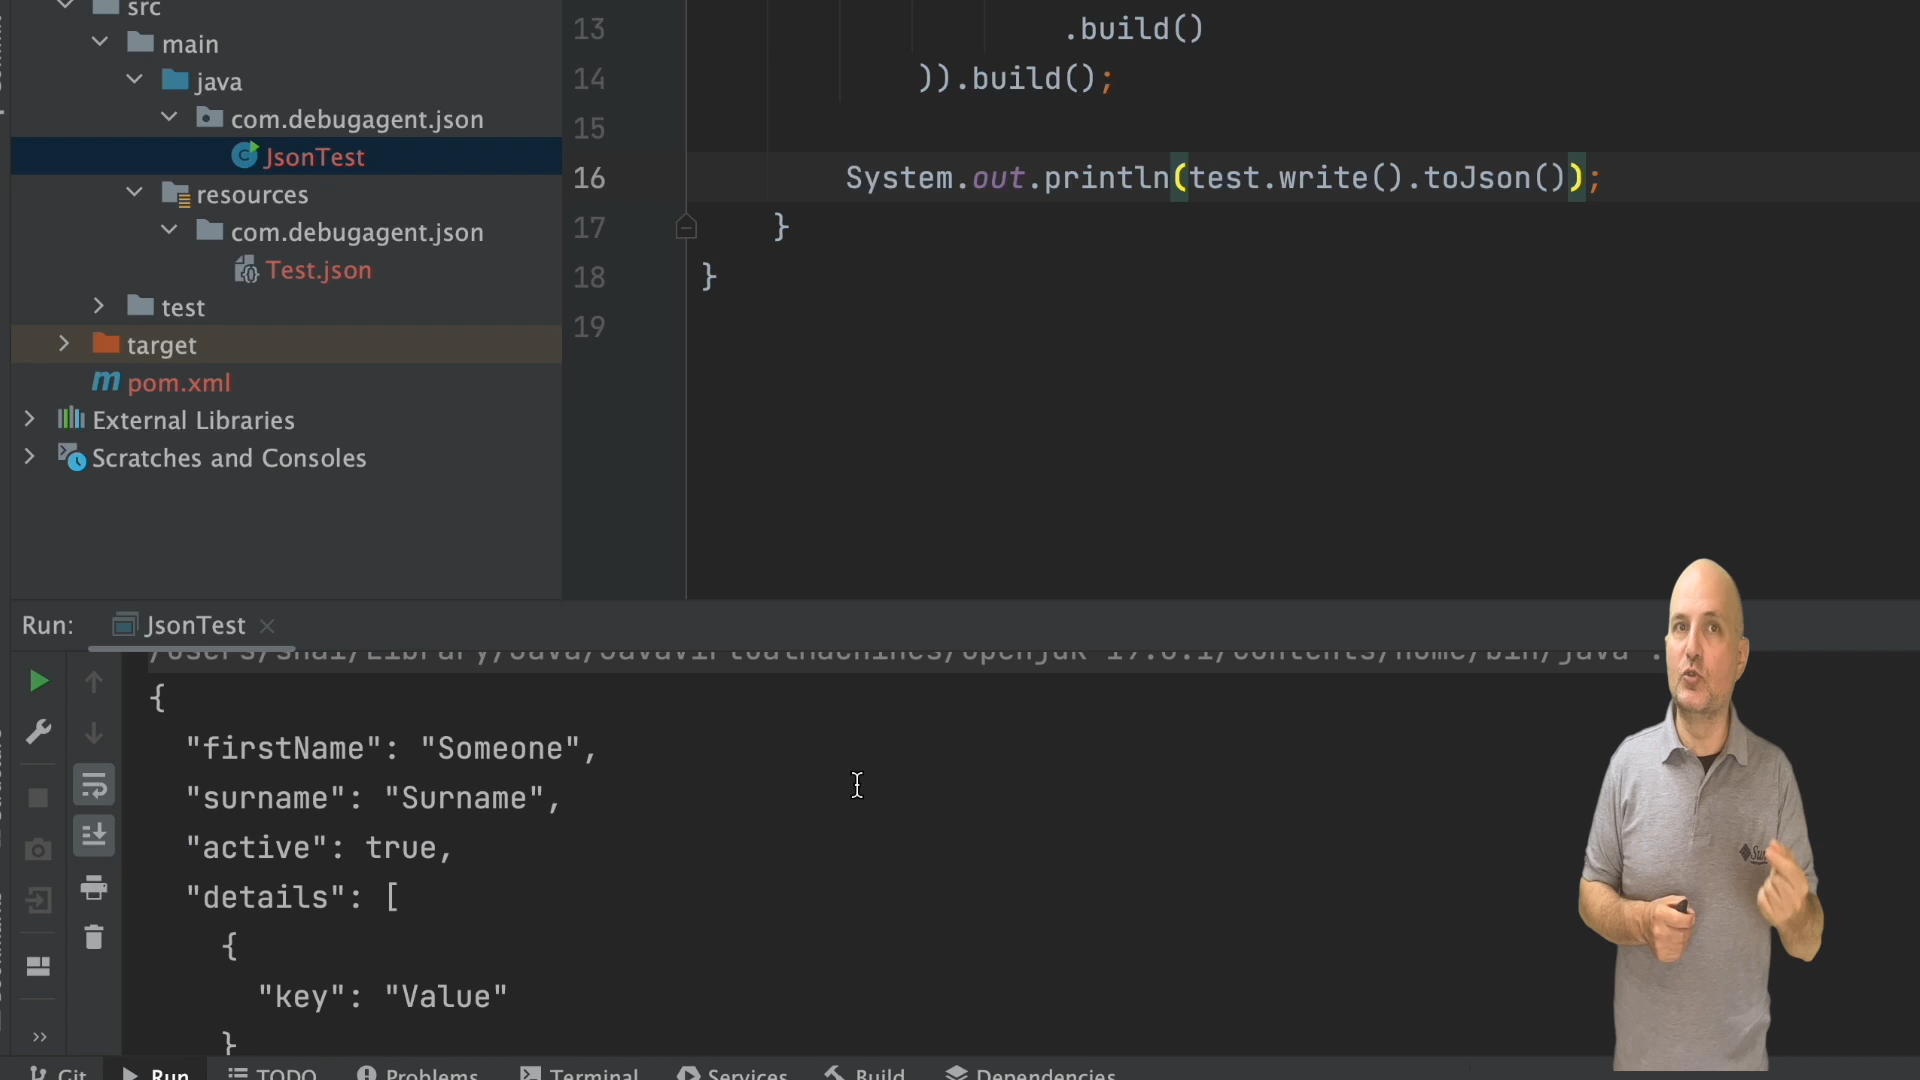 src
main
java
com.debugagent.json
JsonTest
resources
com.debugagent.json
Test.json
test
target
pom.xml
External Libraries
Scratches and Consoles
13 .build()
14 )).build();
15
16 System.out.println(test.write().toJson());
17 }
18 }
19
Run: JsonTest
{
"firstName": "Someone",
"surname": "Surname",
"active": true,
"details": [
{
"key": "Value"
}
Git Run TODO Problems Terminal Services Build Dependencies